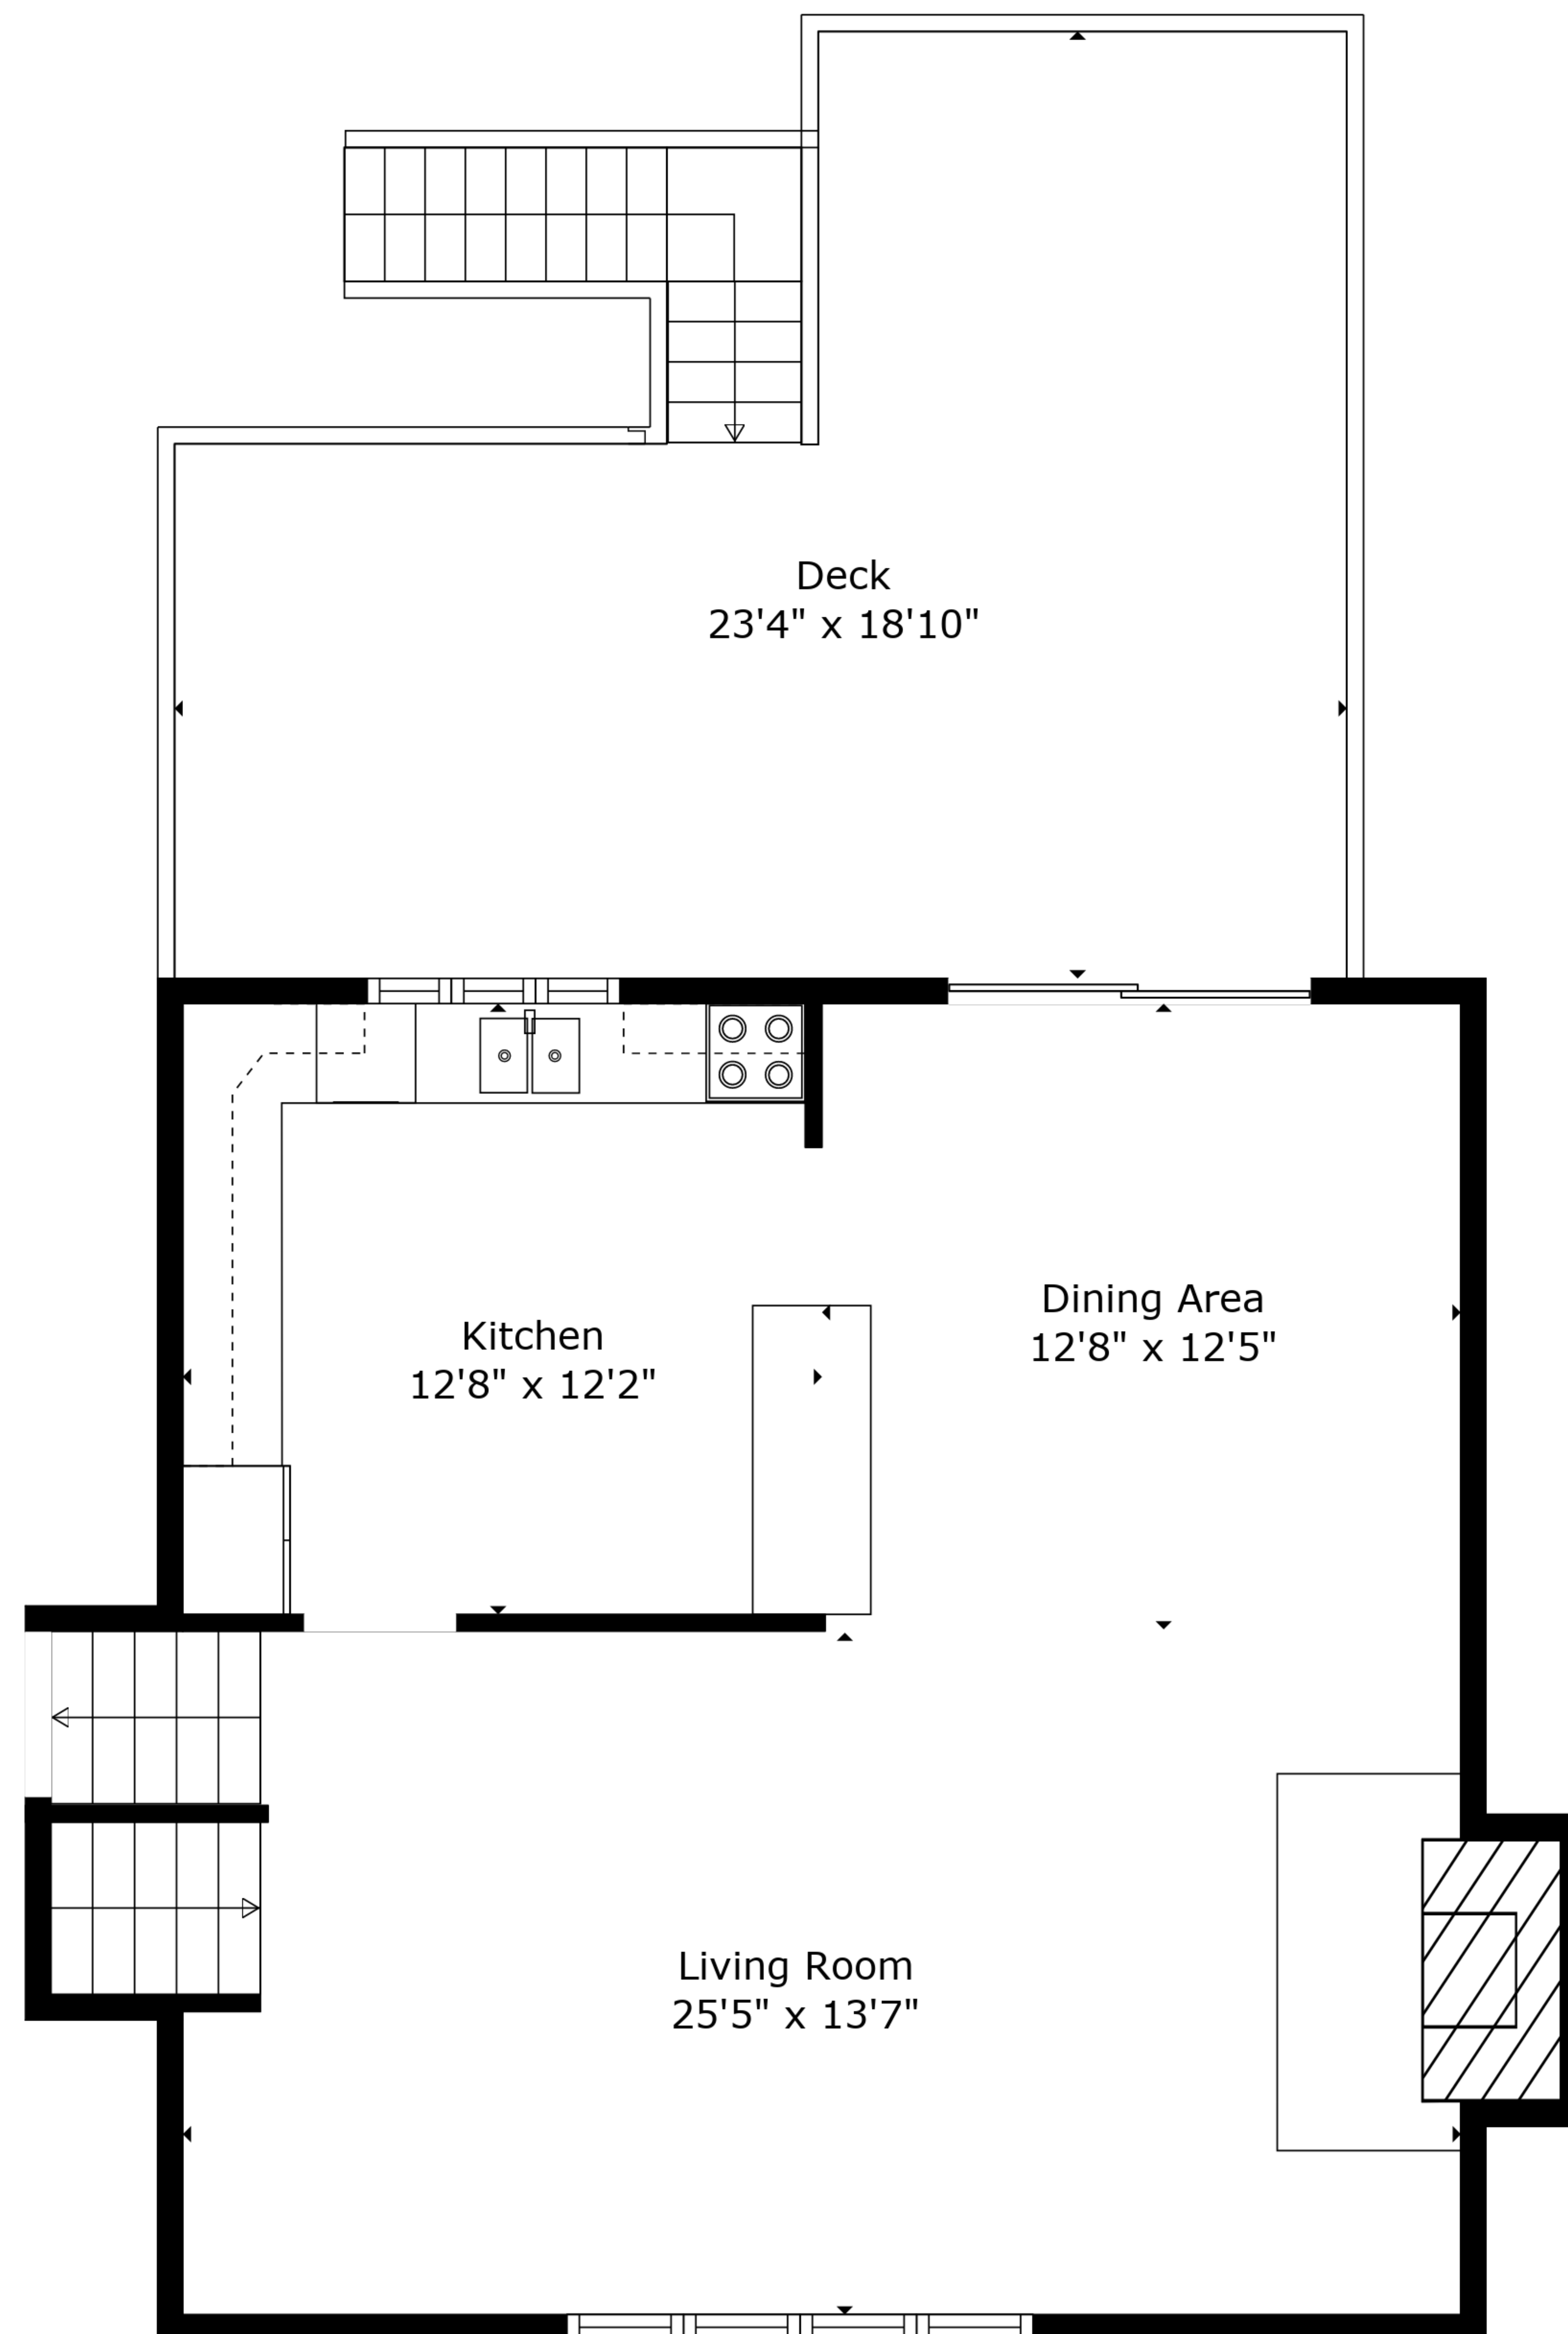 Deck
23'4" x 18'10"
Dining Area
12'8" x 12'5"
Kitchen
12'8" x 12'2"
Living Room
25'5" x 13'7"